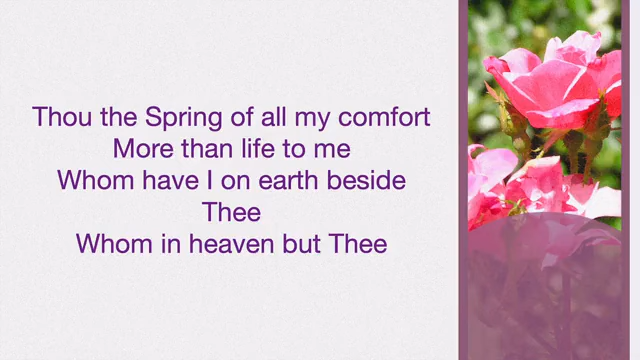 Thou the Spring of all my comfort
More than life to me
Whom have I on earth beside
Thee
Whom in heaven but Thee